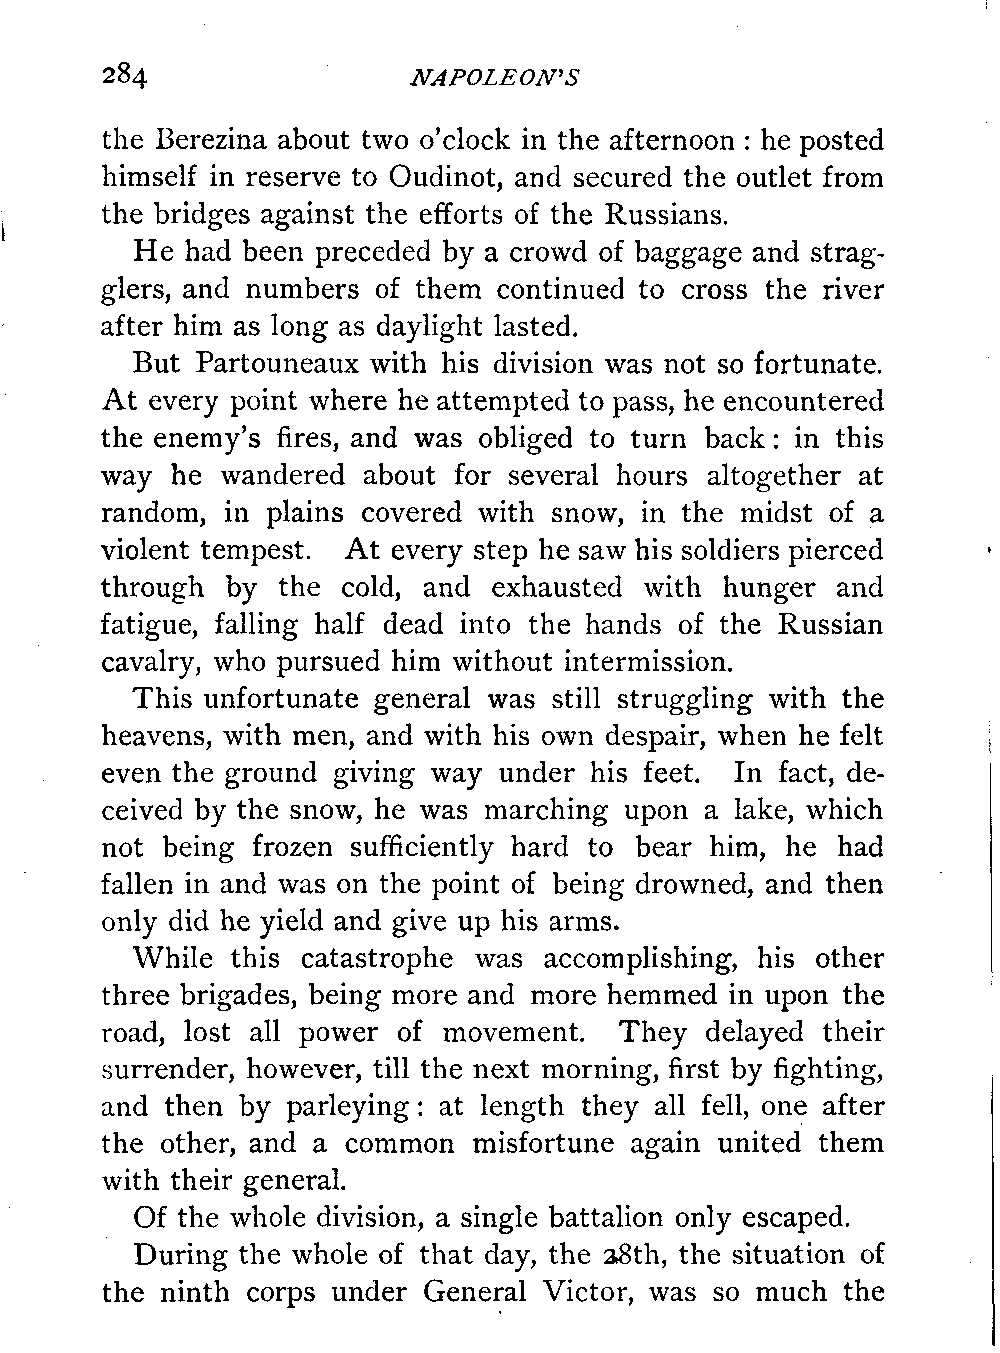 284 NAPOLEON'S
the Berezina about two o'clock in the afternoon : he posted
himself in reserve to Oudinot, and secured the outlet from
the bridges against the efforts of the Russians.
He had been preceded by a crowd of baggage and strag-
glers, and numbers of them continued to cross the river
after him as long as daylight lasted.
But Partouneaux with his division was not so fortunate.
At every point where he attempted to pass, he encountered
the enemy's fires, and was obliged to turn back : in this
way he wandered about for several hours altogether at
random, in plains covered with snow, in the midst of a
violent tempest. At every step he saw his soldiers pierced
through by the cold, and exhausted with hunger and
fatigue, falling half dead into the hands of the Russian
cavalry, who pursued him without intermission.
This unfortunate general was still struggling with the
heavens, with men, and with his own despair, when he felt
even the ground giving way under his feet. In fact, de-
ceived by the snow, he was marching upon a lake, which
not being frozen sufficiently hard to bear him, he had
fallen in and was on the point of being drowned, and then
only did he yield and give up his arms.
While this catastrophe was accomplishing, his other
three brigades, being more and more hemmed in upon the
road, lost all power of movement. They delayed their
surrender, however, till the next morning, first by fighting,
and then by parleying : at length they all fell, one after
the other, and a common misfortune again united them
with their general.
Of the whole division, a single battalion only escaped.
During the whole of that day, the 28th, the situation of
the ninth corps under General Victor, was so much the